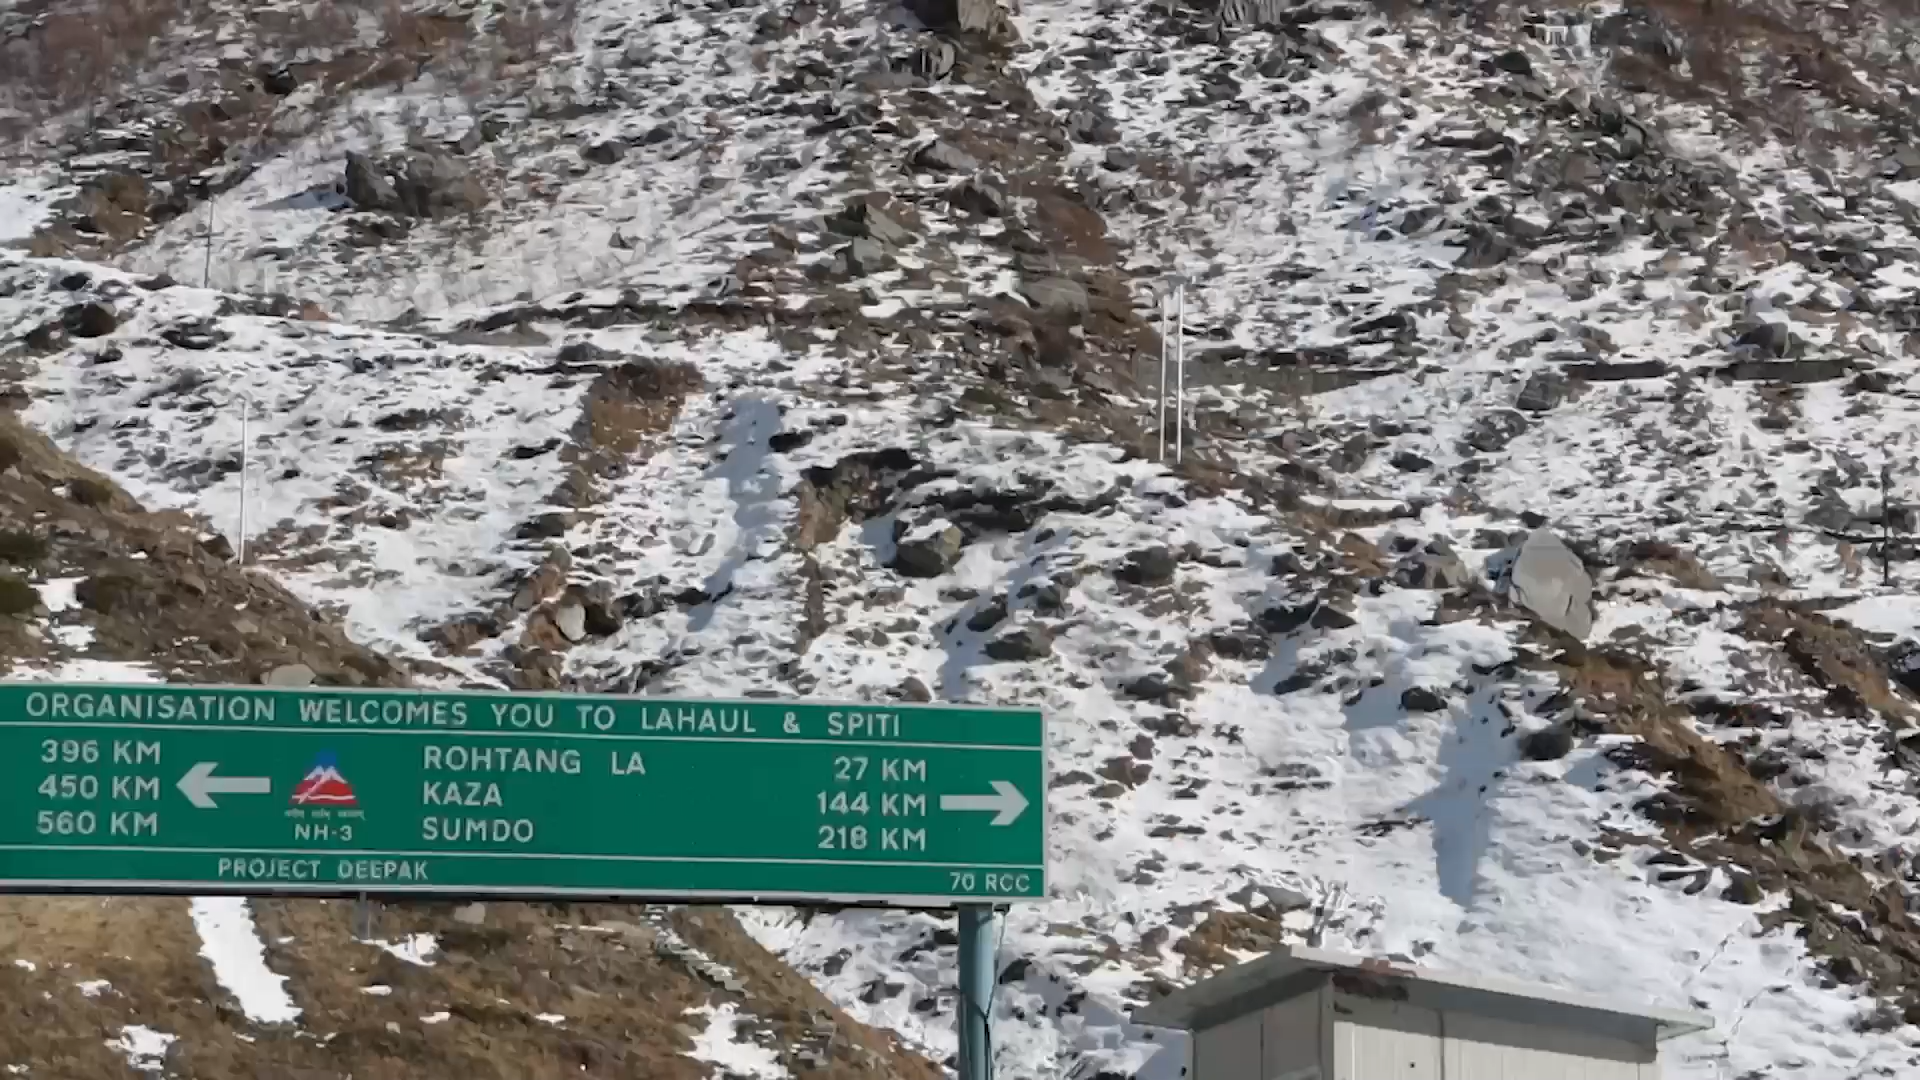 ORGANISATION WELCOMES YOU TO LAHAUL & SPITI
396 KM ROHTANG LA 27 KM
450 KM KAZA 144 KM
560 KM NH-3 SUMDO 218 KM
PROJECT DEEPAK 70 RCC